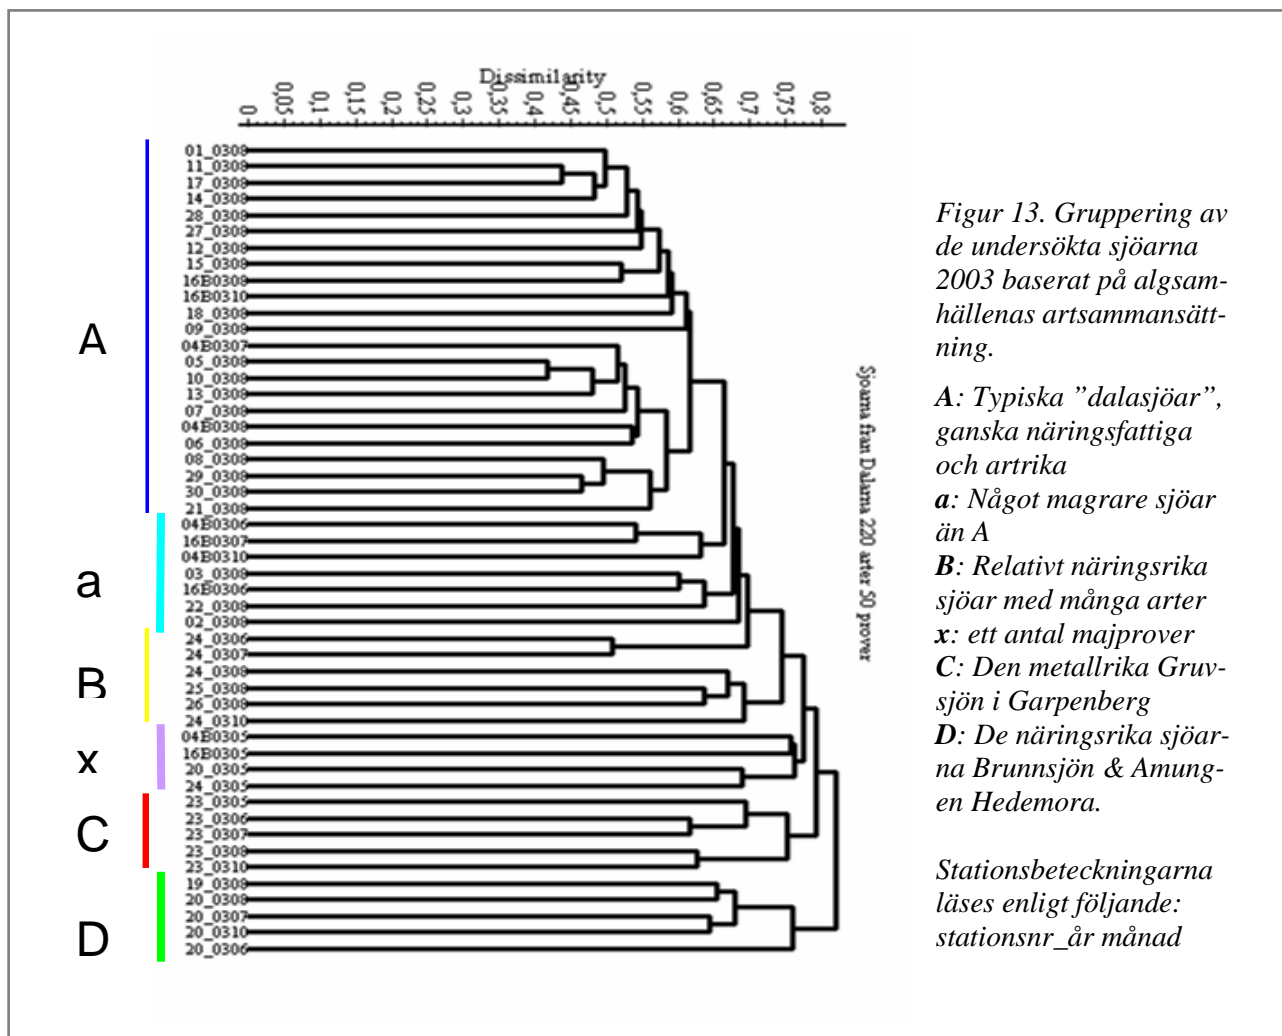 Dissimilarity
0 0,05 0,1 0,15 0,2 0,25 0,3 0,35 0,4 0,45 0,5 0,55 0,6 0,65 0,7 0,75 0,8
01_0308
11_0308
17_0308
14_0308
28_0308
27_0308
12_0308
15_0308
16B0308
16B0310
18_0308
09_0308
04B0307
05_0308
10_0308
13_0308
07_0308
04B0308
06_0308
08_0308
29_0308
30_0308
21_0308
04B0306
16B0307
04B0310
03_0308
16B0306
22_0308
02_0308
24_0306
24_0307
24_0308
25_0308
26_0308
24_0310
04B0305
16B0305
20_0305
24_0305
23_0305
23_0306
23_0307
23_0308
23_0310
19_0308
20_0308
20_0307
20_0310
20_0306
A
a
B
x
C
D
Sjoarna från Dalarna 220 arter 50 prover
Figur 13. Gruppering av
de undersökta sjöarna
2003 baserat på algsam-
hällenas artsammansätt-
ning.
A: Typiska ”dalasjöar”,
ganska näringsfattiga
och artrika
a: Något magrare sjöar
än A
B: Relativt näringsrika
sjöar med många arter
x: ett antal majprover
C: Den metallrika Gruv-
sjön i Garpenberg
D: De näringsrika sjöar-
na Brunnsjön & Amung-
en Hedemora.
Stationsbeteckningarna
läses enligt följande:
stationsnr_år månad